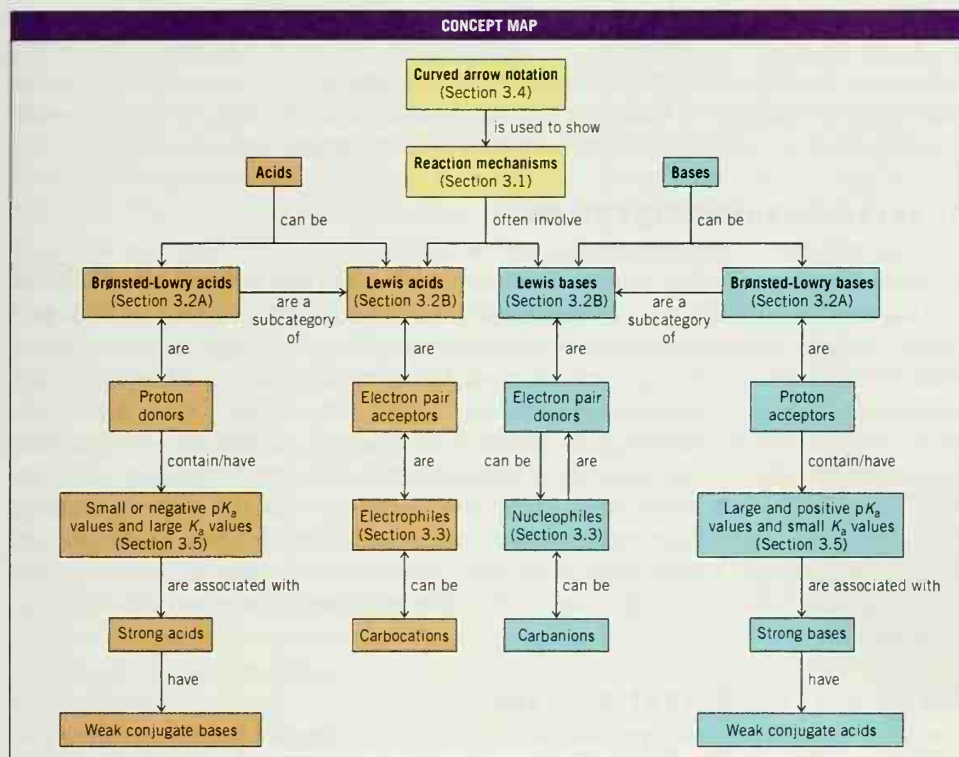 CONCEPT MAP
Curved arrow notation
(Section 3.4)
is used to show
Acids
Reaction mechanisms
(Section 3.1)
Bases
can be
often involve
can be
Brønsted-Lowry acids
(Section 3.2A)
are a
subcategory
of
Lewis acids
(Section 3.2B)
Lewis bases
(Section 3.2B)
are a
subcategory
of
Brønsted-Lowry bases
(Section 3.2A)
are
are
are
are
Proton
donors
Electron pair
acceptors
Electron pair
donors
Proton
acceptors
contain/have
are
can be
are
contain/have
Small or negative pKa
values and large Ka values
(Section 3.5)
Electrophiles
(Section 3.3)
Nucleophiles
(Section 3.3)
Large and positive pKa
values and small Ka values
(Section 3.5)
are associated with
can be
can be
are associated with
Strong acids
Carbocations
Carbanions
Strong bases
have
have
Weak conjugate bases
Weak conjugate acids